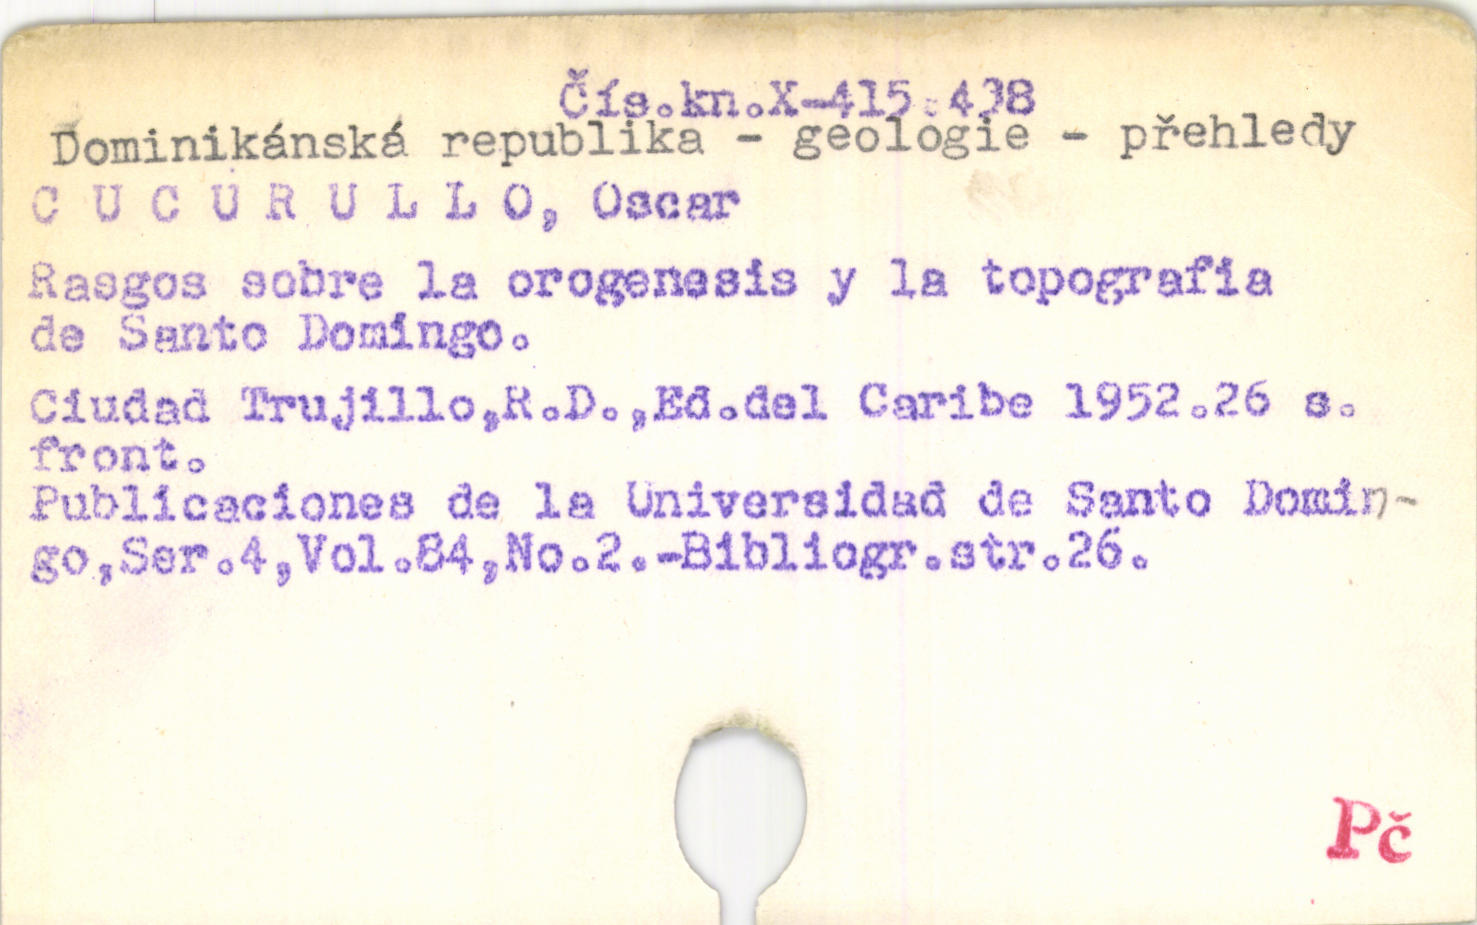 Čís.kn.X-415.438
Dominikánská republika - geologie - přehledy
C U C U R U L L O, Oscar
Rasgos sobre la orogenesis y la topografia
de Santo Domingo.
Ciudad Trujillo,R.D.,Ed.del Caribe 1952.26 s.
front.
Publicaciones de la Universidad de Santo Domin-
go,Ser.4,Vol.84,No.2.-Bibliogr.str.26.
Pč